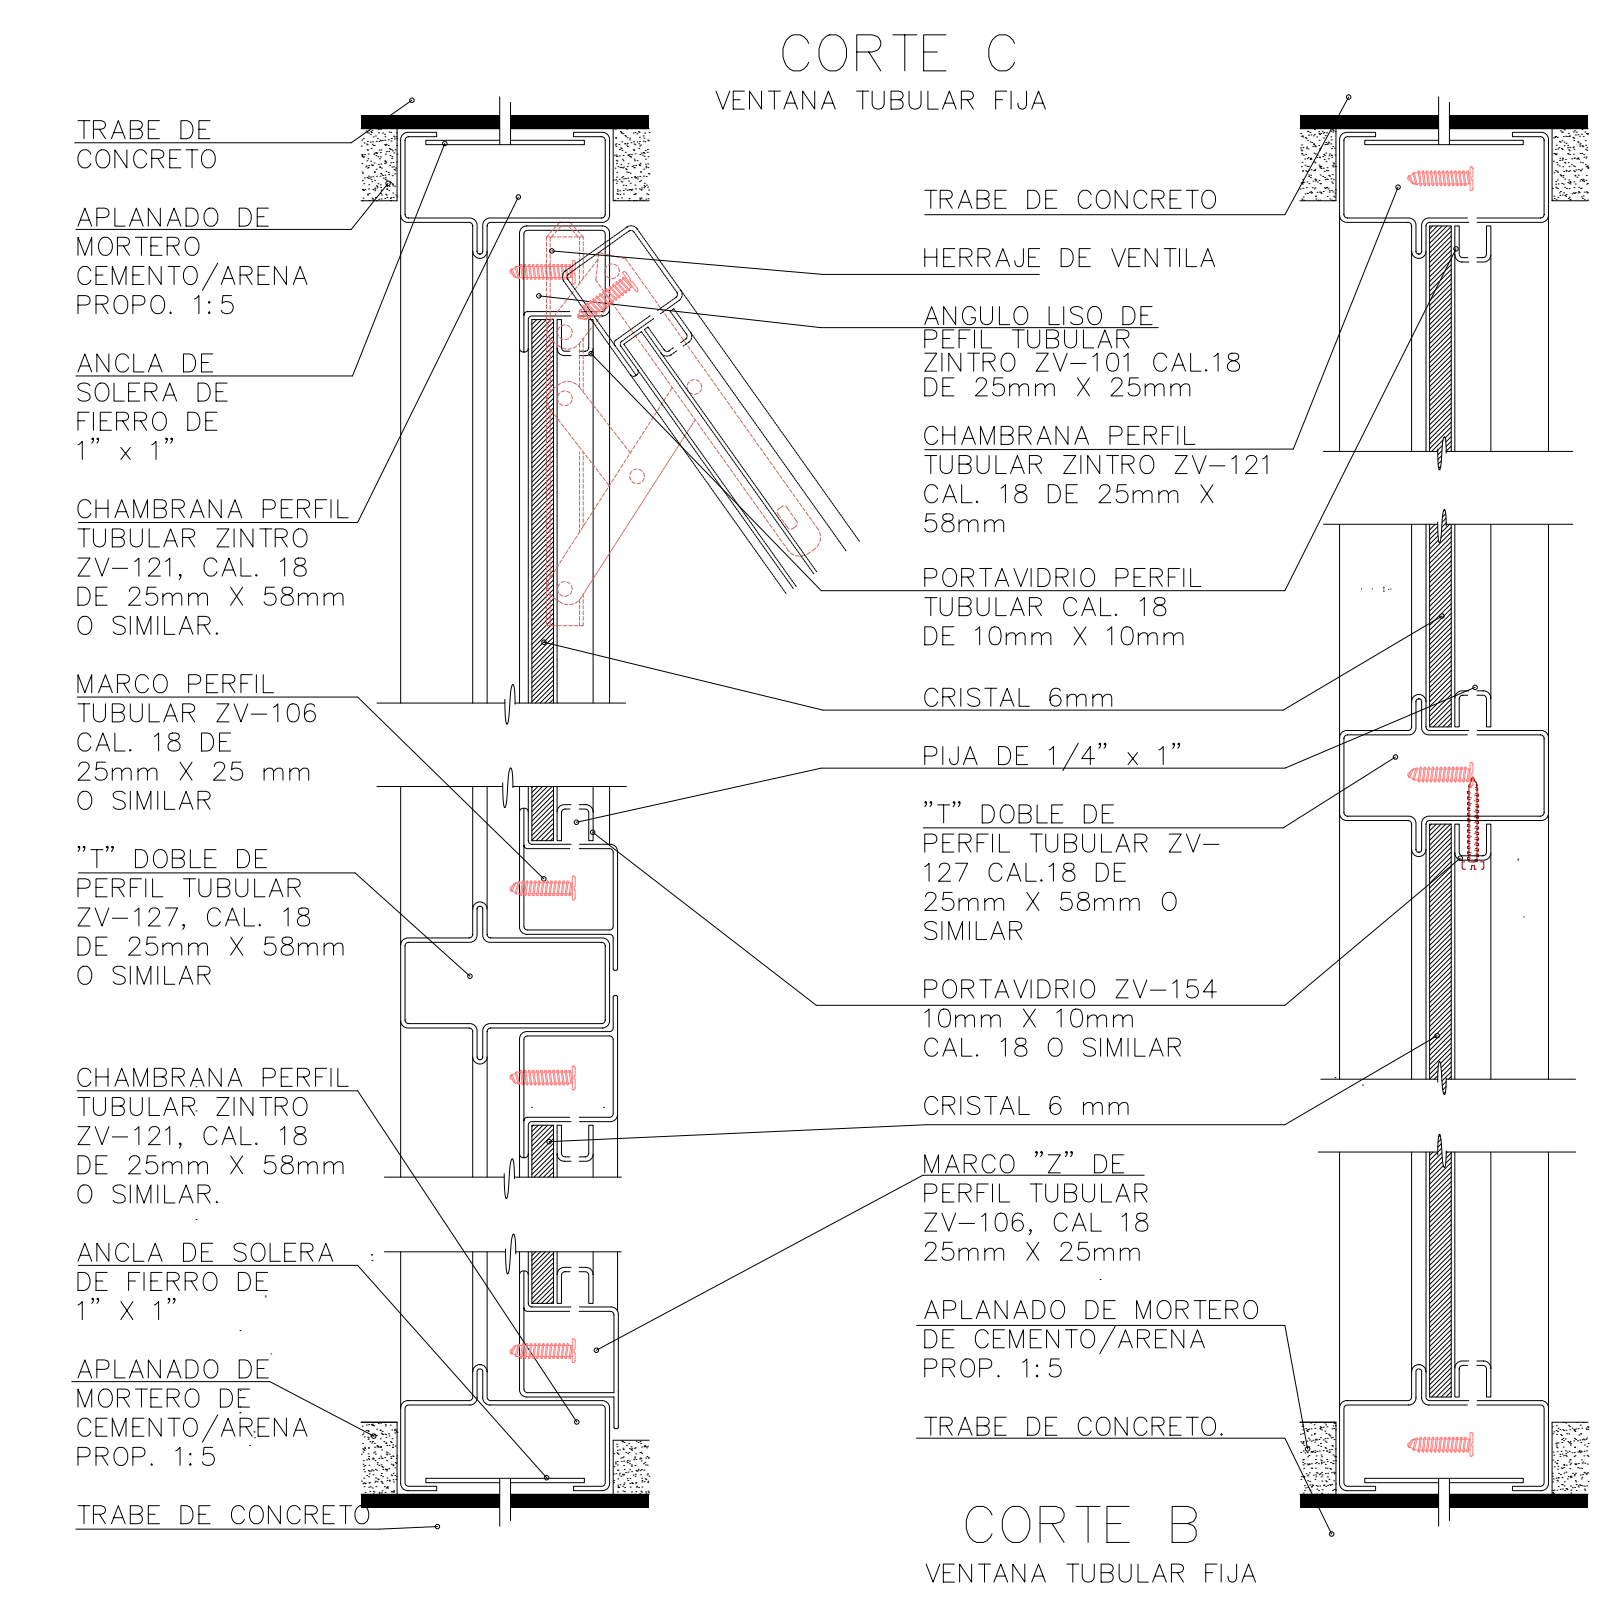 CORTE C
VENTANA TUBULAR FIJA
TRABE DE
CONCRETO
APLANADO DE
MORTERO
CEMENTO/ARENA
PROPO. 1:5
ANCLA DE
SOLERA DE
FIERRO DE
1" x 1"
CHAMBRANA PERFIL
TUBULAR ZINTRO
ZV-121, CAL. 18
DE 25mm X 58mm
O SIMILAR.
MARCO PERFIL
TUBULAR ZV-106
CAL. 18 DE
25mm X 25 mm
O SIMILAR
"T" DOBLE DE
PERFIL TUBULAR
ZV-127, CAL. 18
DE 25mm X 58mm
O SIMILAR
CHAMBRANA PERFIL
TUBULAR ZINTRO
ZV-121, CAL. 18
DE 25mm X 58mm
O SIMILAR.
ANCLA DE SOLERA
DE FIERRO DE
1" X 1"
APLANADO DE
MORTERO DE
CEMENTO/ARENA
PROP. 1:5
TRABE DE CONCRETO
TRABE DE CONCRETO
HERRAJE DE VENTILA
ANGULO LISO DE
PEFIL TUBULAR
ZINTRO ZV-101 CAL.18
DE 25mm X 25mm
CHAMBRANA PERFIL
TUBULAR ZINTRO ZV-121
CAL. 18 DE 25mm X
58mm
PORTAVIDRIO PERFIL
TUBULAR CAL. 18
DE 10mm X 10mm
CRISTAL 6mm
PIJA DE 1/4" x 1"
"T" DOBLE DE
PERFIL TUBULAR ZV-
127 CAL.18 DE
25mm X 58mm O
SIMILAR
PORTAVIDRIO ZV-154
10mm X 10mm
CAL. 18 O SIMILAR
CRISTAL 6 mm
MARCO "Z" DE
PERFIL TUBULAR
ZV-106, CAL 18
25mm X 25mm
APLANADO DE MORTERO
DE CEMENTO/ARENA
PROP. 1:5
TRABE DE CONCRETO.
CORTE B
VENTANA TUBULAR FIJA